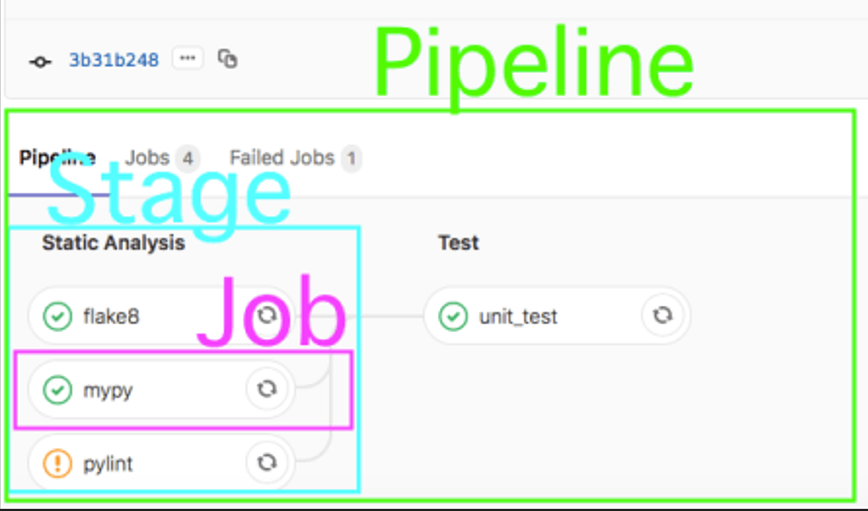 3b31b248 ...
Pipeline
Pipeline Jobs 4 Failed Jobs 1
Stage
Static Analysis Test
Job
flake8 unit_test
mypy
pylint